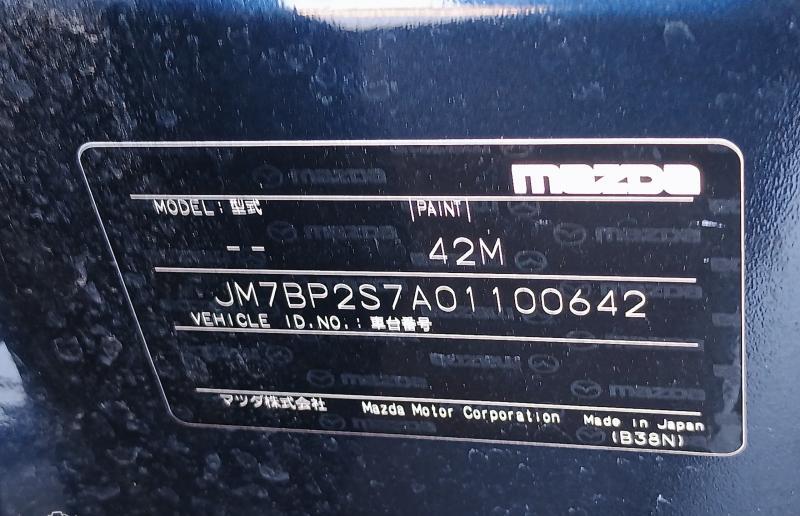 mazda
MODEL: 型式 PAINT
-- 42M
JM7BP2S7A01100642
VEHICLE ID.NO.: 車台番号
マツダ株式会社 Mazda Motor Corporation Made in Japan
(B38N)